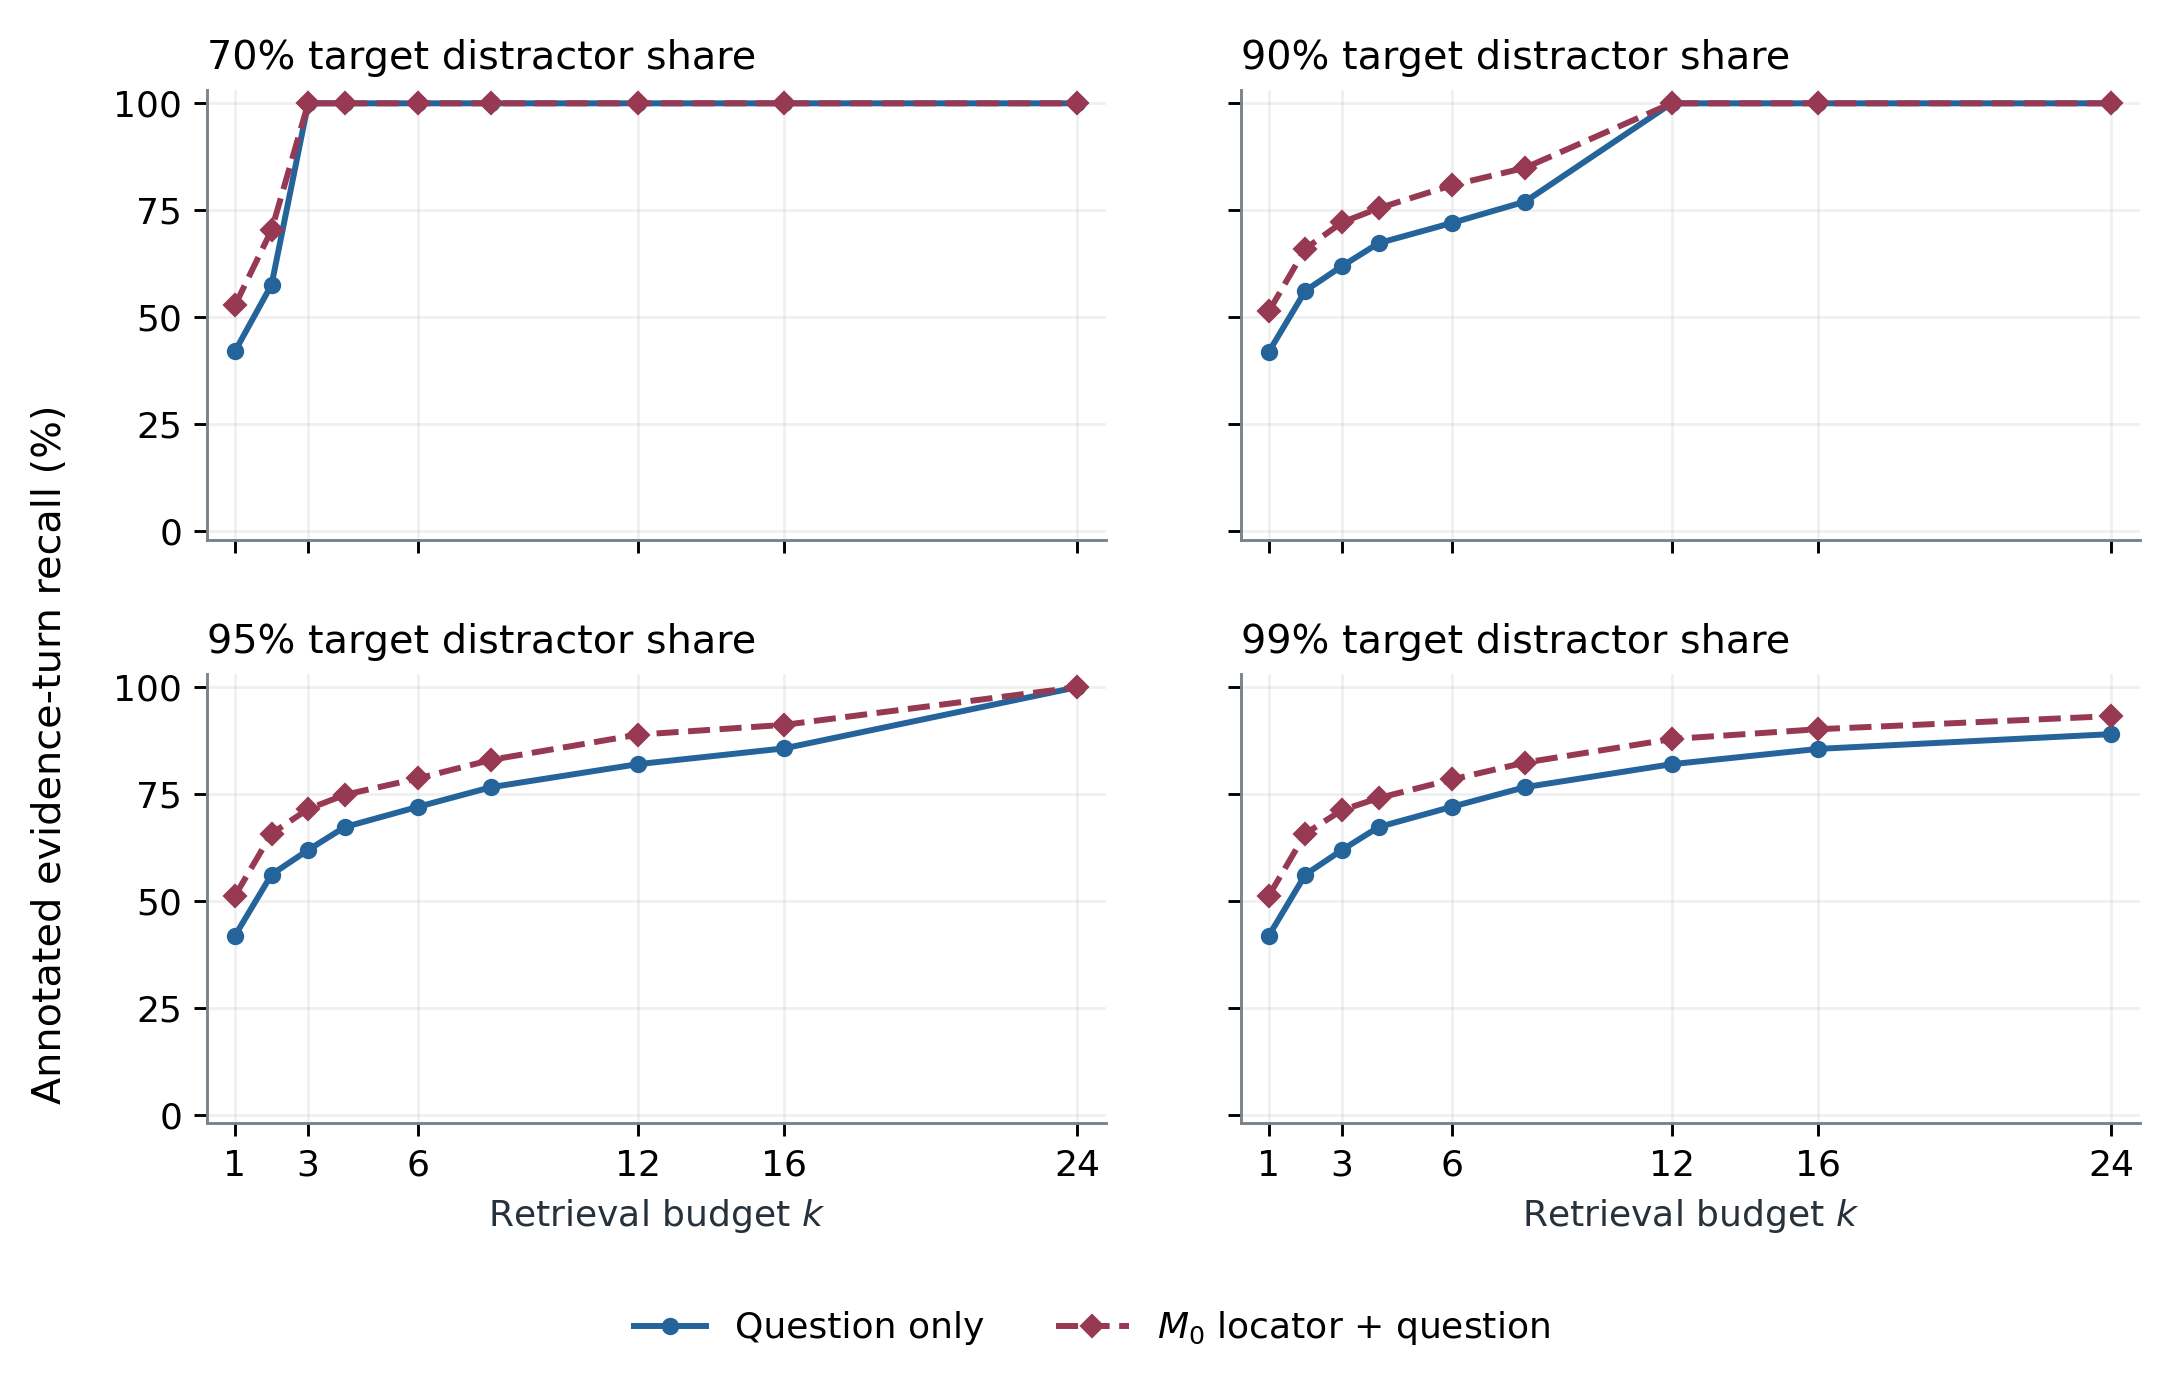 70% target distractor share
90% target distractor share
100
75
50
25
0
Annotated evidence-turn recall (%)
95% target distractor share
99% target distractor share
100
75
50
25
0
1 3 6 12 16 24
1 3 6 12 16 24
Retrieval budget k
Retrieval budget k
Question only
M₀ locator + question